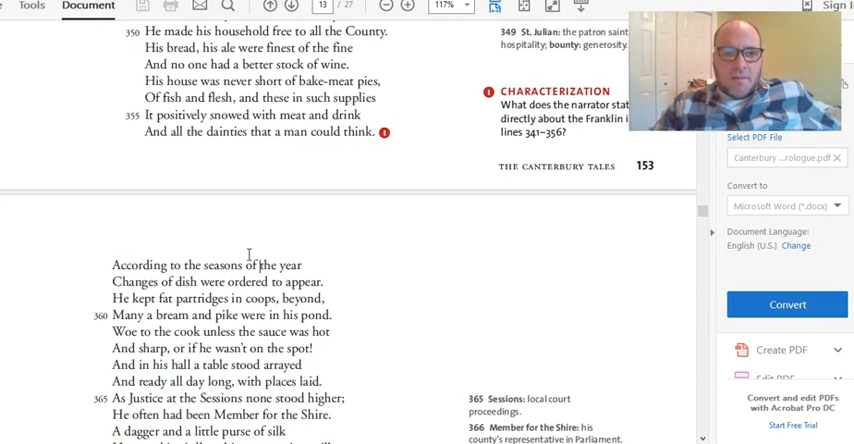 Tools
Document
13
/ 27
117%
Sign I
350 He made his household free to all the County.
His bread, his ale were finest of the fine
And no one had a better stock of wine.
His house was never short of bake-meat pies,
Of fish and flesh, and these in such supplies
355 It positively snowed with meat and drink
And all the dainties that a man could think.
349 St. Julian: the patron saint
hospitality; bounty: generosity.
CHARACTERIZATION
What does the narrator stat
directly about the Franklin i
lines 341–356?
THE CANTERBURY TALES 153
According to the seasons of the year
Changes of dish were ordered to appear.
He kept fat partridges in coops, beyond,
360 Many a bream and pike were in his pond.
Woe to the cook unless the sauce was hot
And sharp, or if he wasn't on the spot!
And in his hall a table stood arrayed
And ready all day long, with places laid.
365 As Justice at the Sessions none stood higher;
He often had been Member for the Shire.
A dagger and a little purse of silk
365 Sessions: local court
proceedings.
366 Member for the Shire: his
county's representative in Parliament.
Select PDF File
Canterbury ...rologue.pdf
Convert to
Microsoft Word (*.docx)
Document Language:
English (U.S.) Change
Convert
Create PDF
Edit PDF
Convert and edit PDFs
with Acrobat Pro DC
Start Free Trial